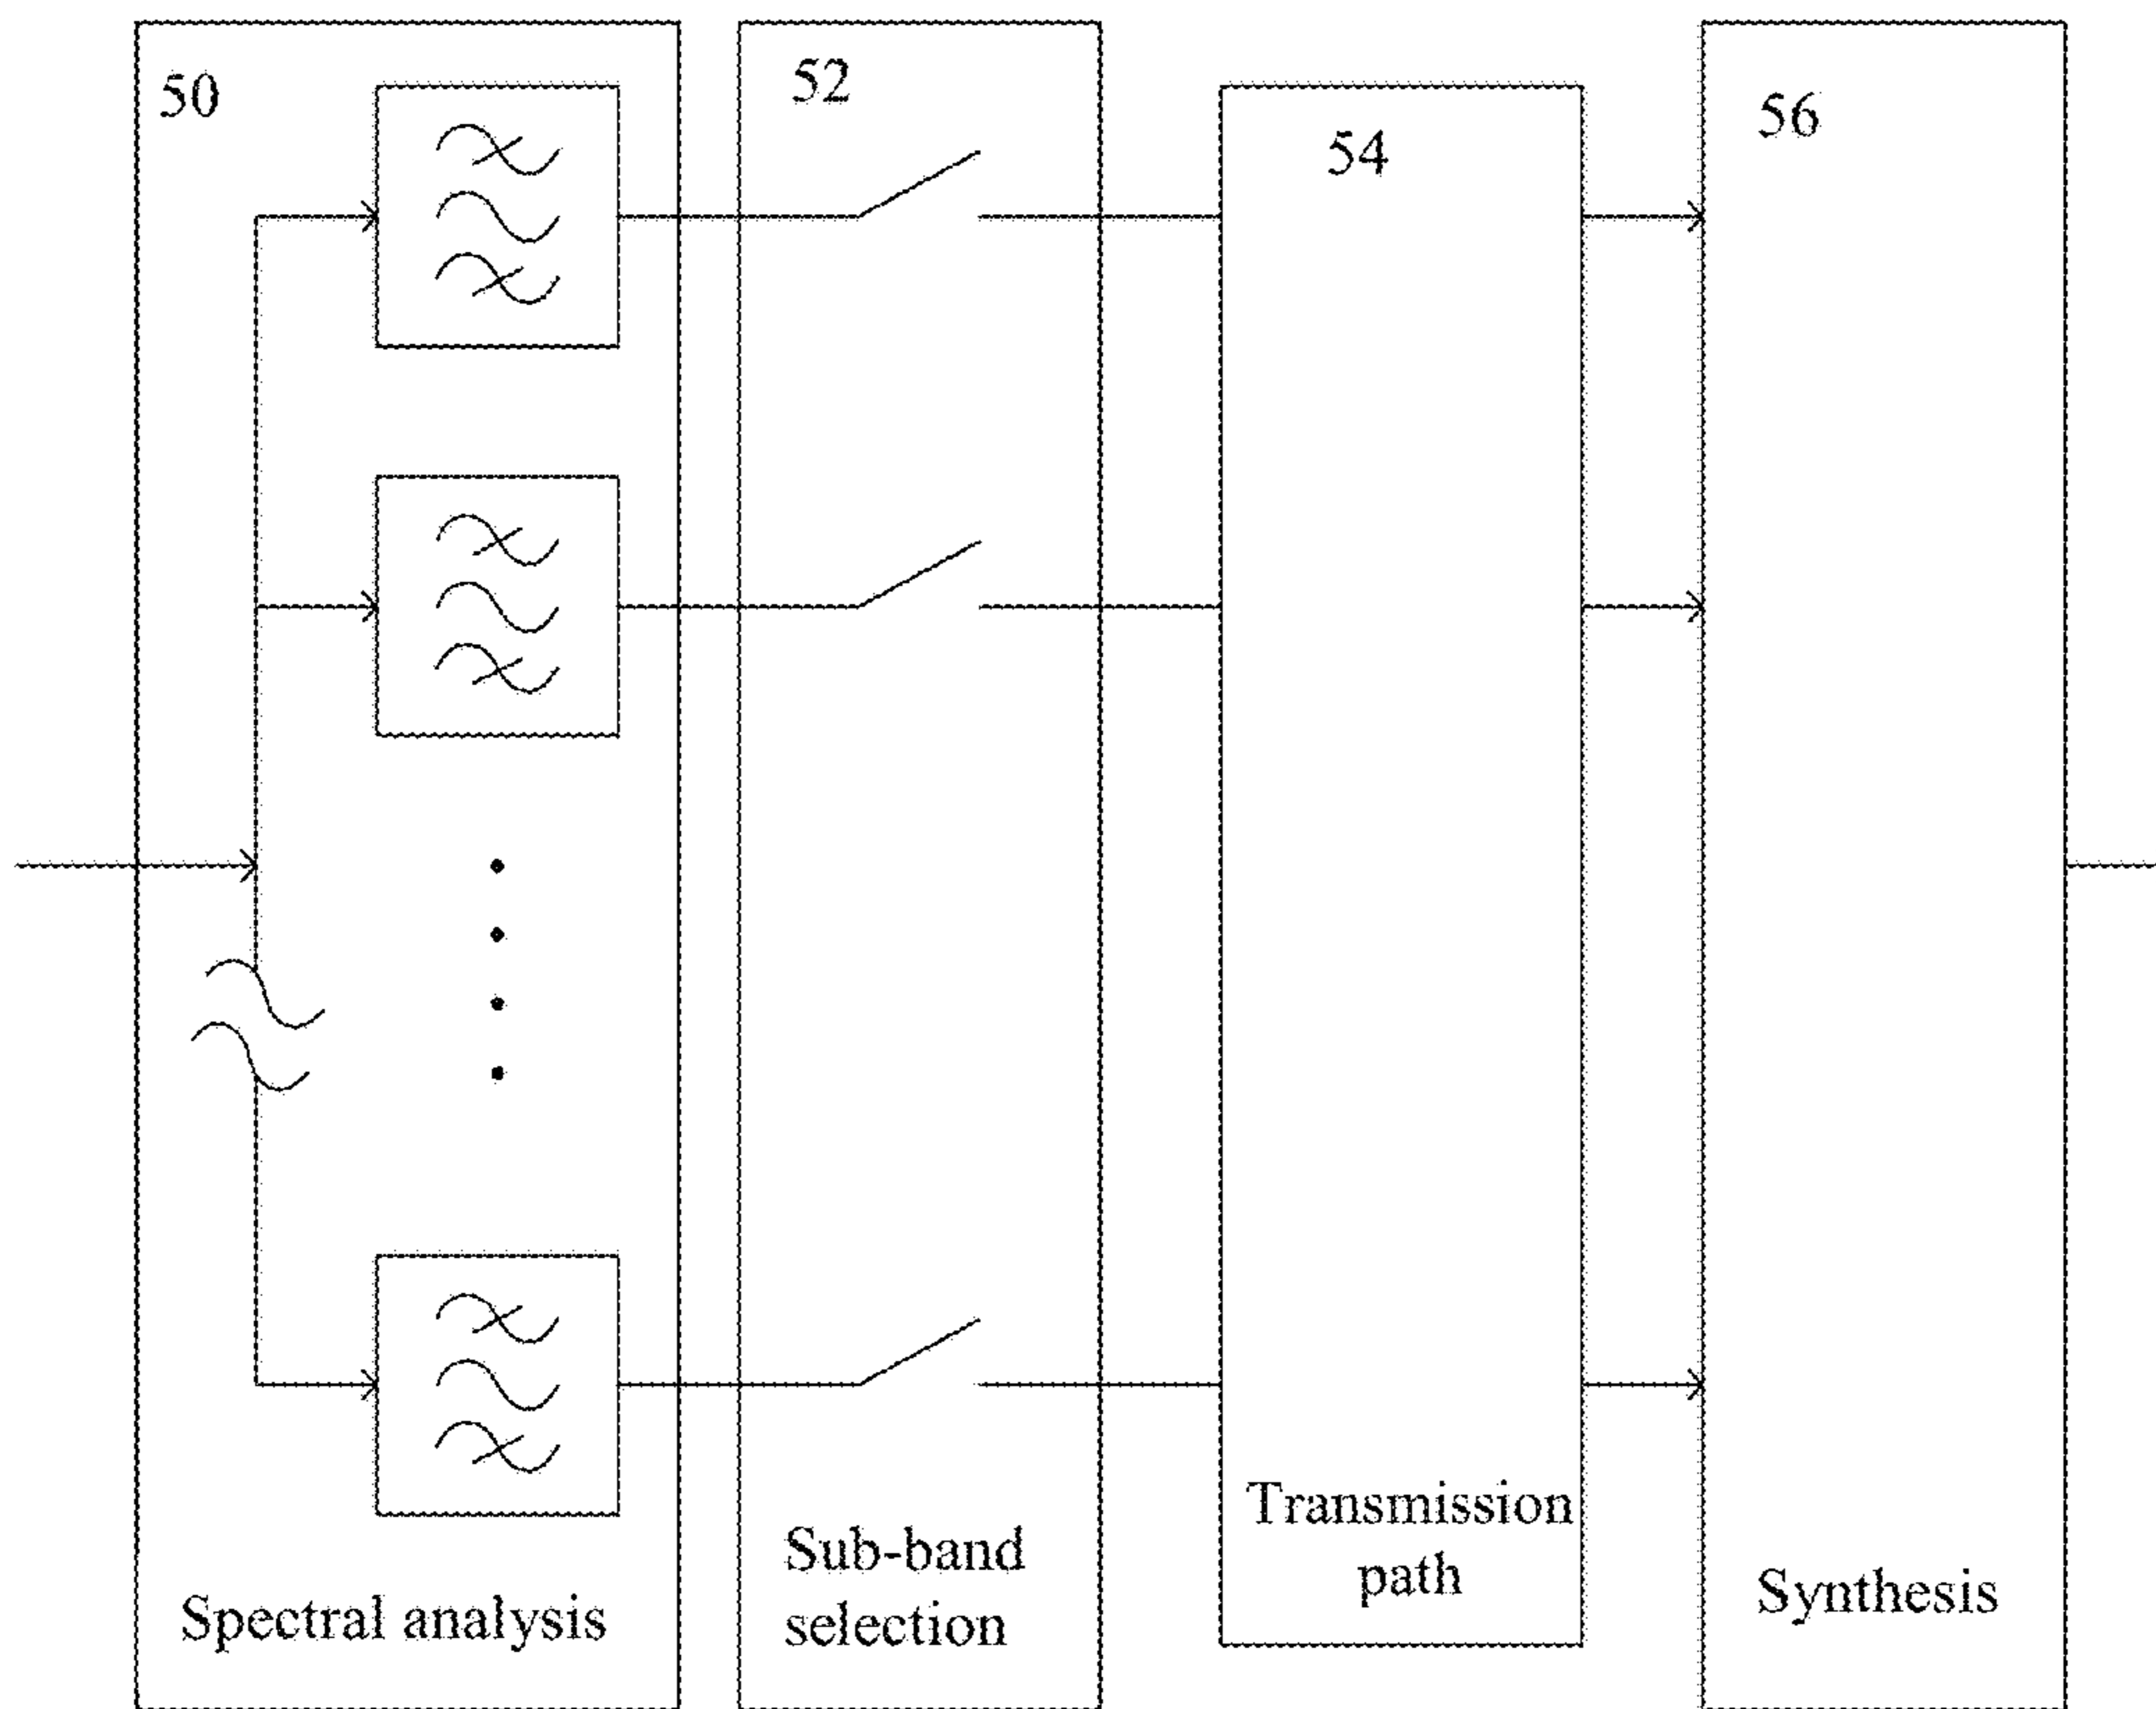 50
52
54
56
Spectral analysis
Sub-band
selection
Transmission
path
Synthesis